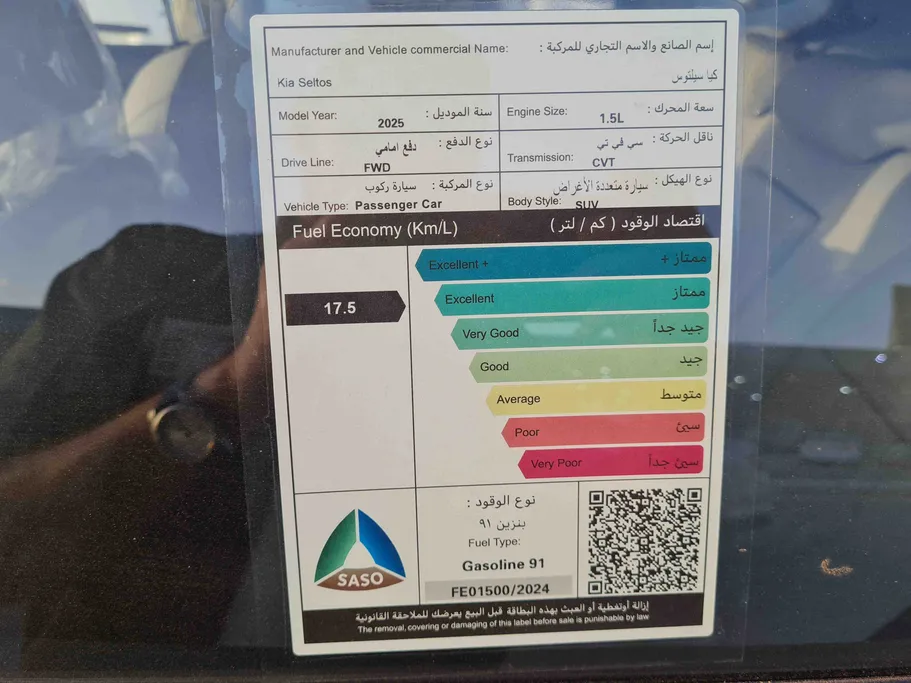 Manufacturer and Vehicle commercial Name: إسم الصانع والاسم التجاري للمركبة :
Kia Seltos كيا سيلتوس
Model Year: 2025 سنة الموديل :
Engine Size: 1.5L سعة المحرك :
Drive Line: دفع امامي نوع الدفع :
FWD
Transmission: سي في تي ناقل الحركة :
CVT
Vehicle Type: Passenger Car سيارة ركوب نوع المركبة :
Body Style: SUV سيارة متعددة الأغراض نوع الهيكل :
Fuel Economy (Km/L) اقتصاد الوقود ( كم / لتر )
17.5
Excellent + ممتاز +
Excellent ممتاز
Very Good جيد جداً
Good جيد
Average متوسط
Poor سيئ
Very Poor سيئ جداً
SASO
نوع الوقود :
بنزين ٩١
Fuel Type:
Gasoline 91
FE01500/2024
إزالة أوتغطية أو العبث بهذه البطاقة قبل البيع يعرضك للملاحقة القانونية
The removal, covering or damaging of this label before sale is punishable by law